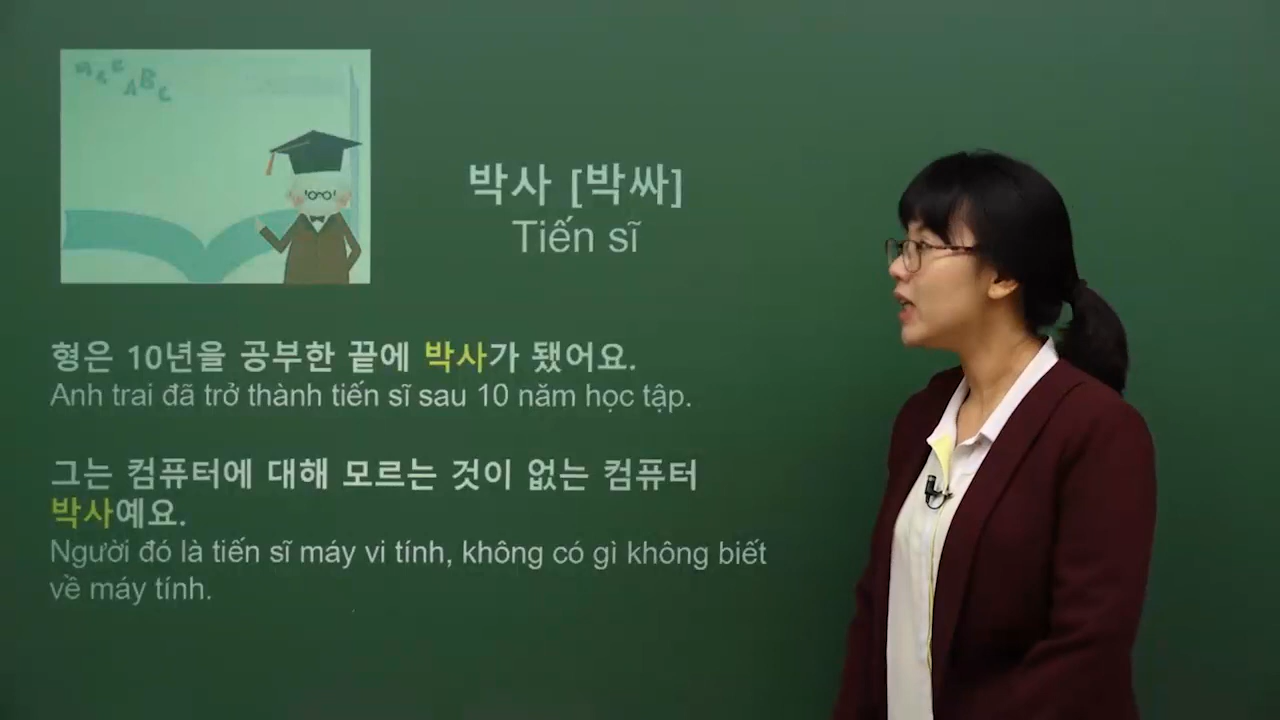 ABC
박사 [박싸]
Tiến sĩ
형은 10년을 공부한 끝에 박사가 됐어요.
Anh trai đã trở thành tiến sĩ sau 10 năm học tập.
그는 컴퓨터에 대해 모르는 것이 없는 컴퓨터
박사예요.
Người đó là tiến sĩ máy vi tính, không có gì không biết
về máy tính.